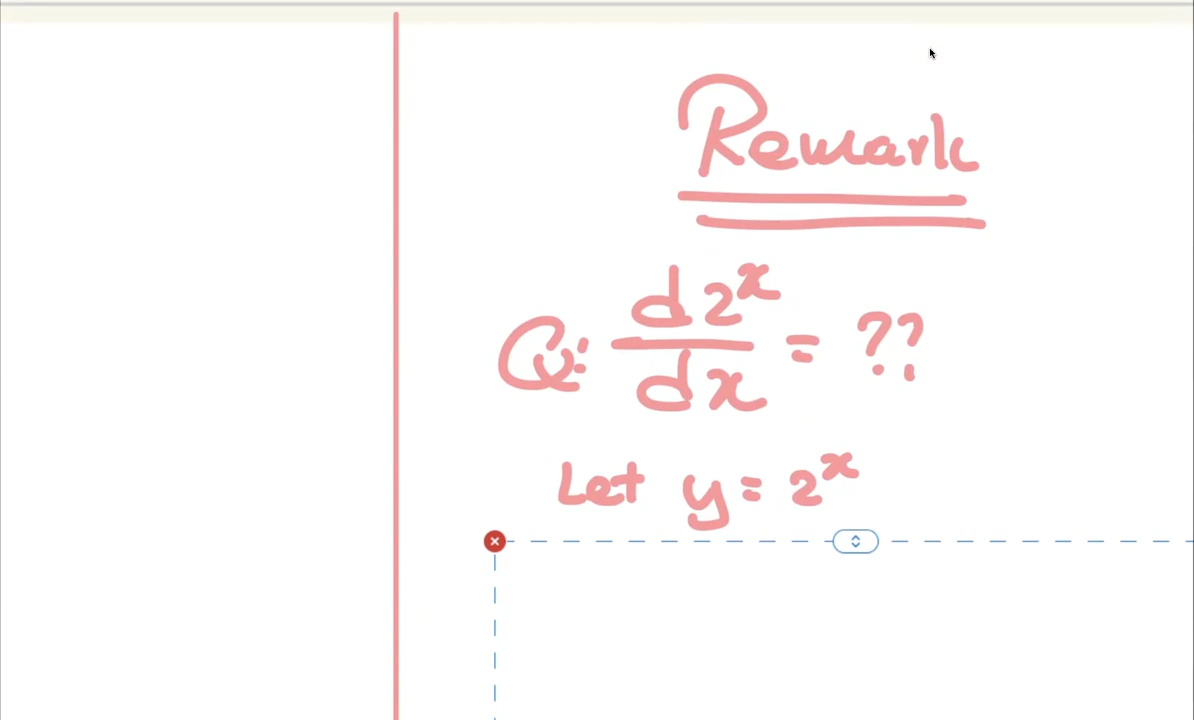 Remark
Q: d2^x/dx = ??
Let y = 2^x